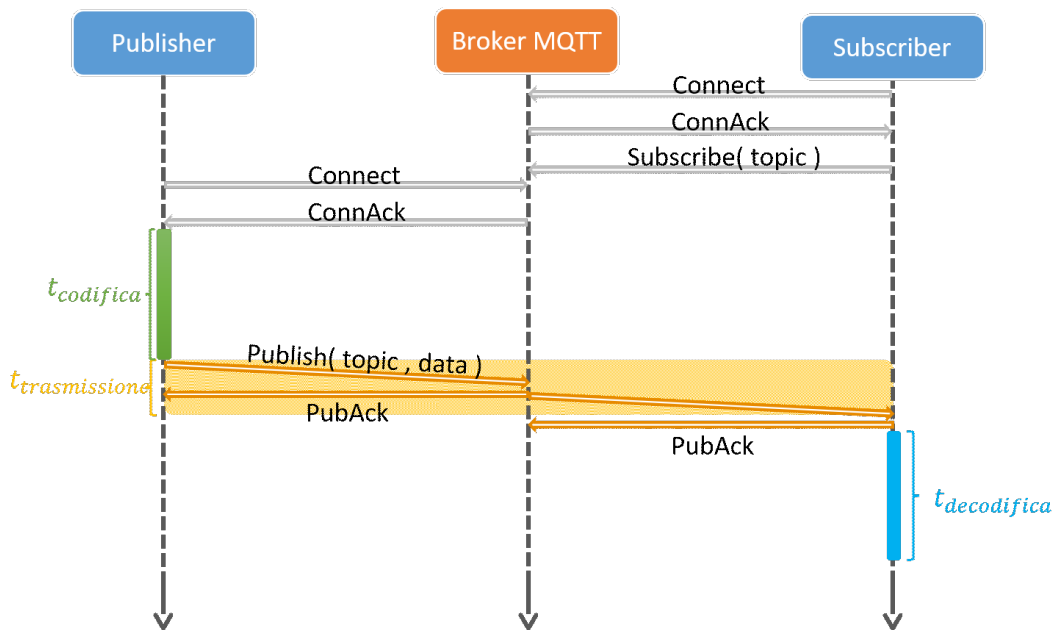 Publisher
Broker MQTT
Subscriber
Connect
ConnAck
Subscribe( topic )
Connect
ConnAck
t_codifica
Publish( topic , data )
t_trasmissione
PubAck
PubAck
t_decodifica